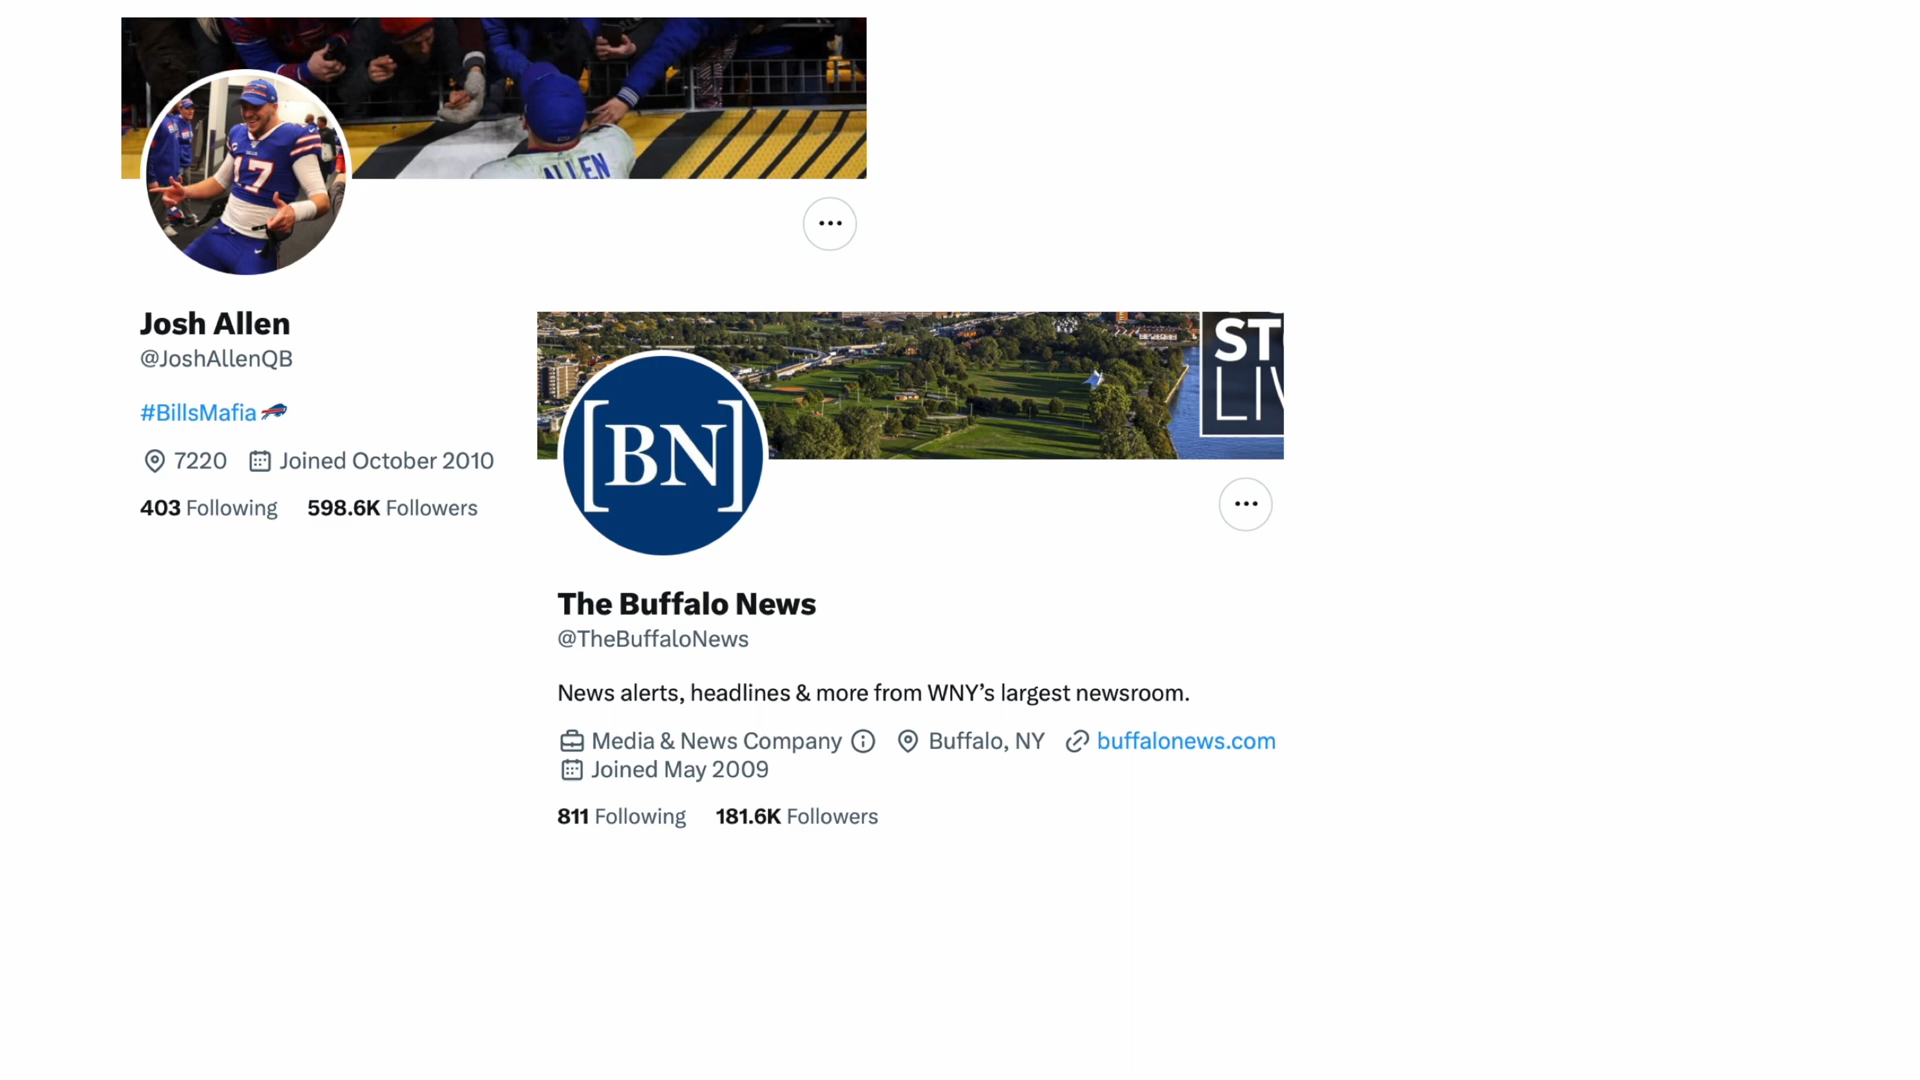 17
ALLEN
Josh Allen
@JoshAllenQB
#BillsMafia
7220 Joined October 2010
403 Following 598.6K Followers
[BN]
ST
LIV
The Buffalo News
@TheBuffaloNews
News alerts, headlines & more from WNY’s largest newsroom.
Media & News Company Buffalo, NY buffalonews.com
Joined May 2009
811 Following 181.6K Followers